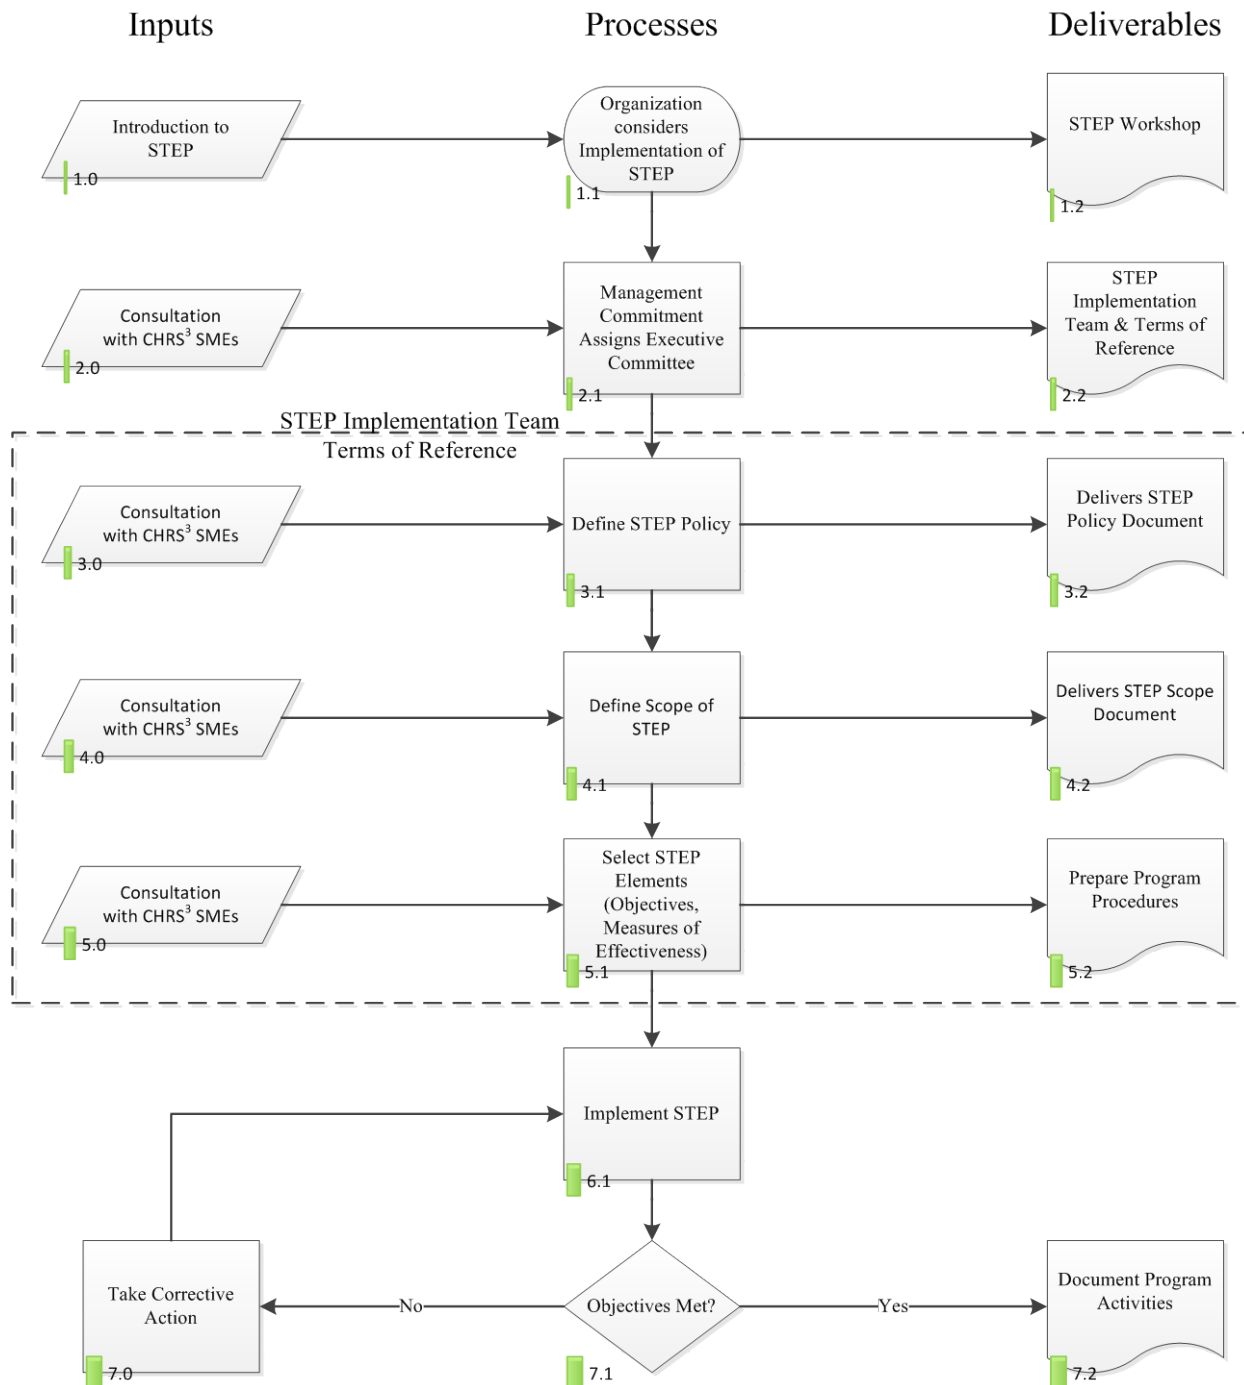 Inputs
Processes
Deliverables
Introduction to
STEP
1.0
Organization
considers
Implementation of
STEP
1.1
STEP Workshop
1.2
Consultation
with CHRS³ SMEs
2.0
Management
Commitment
Assigns Executive
Committee
2.1
STEP
Implementation
Team & Terms of
Reference
2.2
STEP Implementation Team
Terms of Reference
Consultation
with CHRS³ SMEs
3.0
Define STEP Policy
3.1
Delivers STEP
Policy Document
3.2
Consultation
with CHRS³ SMEs
4.0
Define Scope of
STEP
4.1
Delivers STEP Scope
Document
4.2
Consultation
with CHRS³ SMEs
5.0
Select STEP
Elements
(Objectives,
Measures of
Effectiveness)
5.1
Prepare Program
Procedures
5.2
Implement STEP
6.1
Take Corrective
Action
7.0
No
Objectives Met?
7.1
Yes
Document Program
Activities
7.2